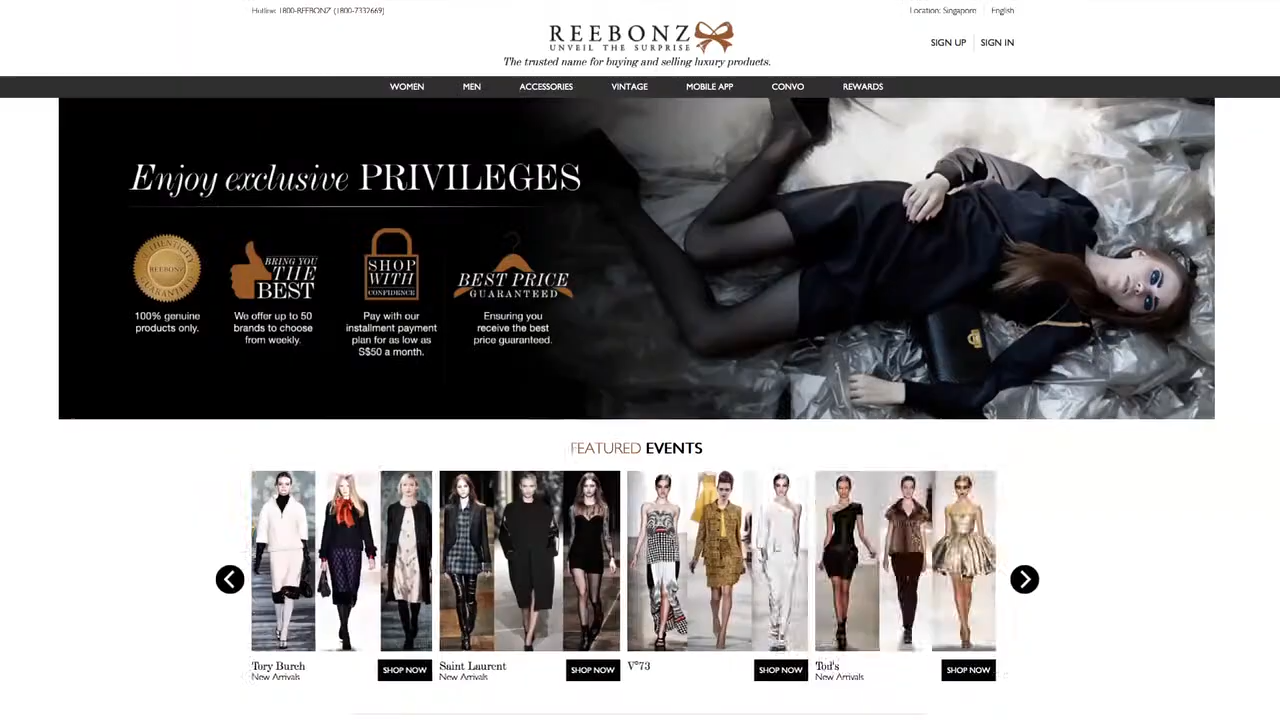 Hotline: 1800-REEBONZ (1800-7332669)
Location: Singapore
English
REEBONZ
UNVEIL THE SURPRISE
The trusted name for buying and selling luxury products.
SIGN UP
SIGN IN
WOMEN
MEN
ACCESSORIES
VINTAGE
MOBILE APP
CONVO
REWARDS
Enjoy exclusive PRIVILEGES
AUTHENTICITY
REEBONZ
GUARANTEED
100% genuine
products only.
BRING YOU
THE
BEST
We offer up to 50
brands to choose
from weekly.
SHOP
WITH
CONFIDENCE
Pay with our
installment payment
plan for as low as
S$50 a month.
BEST PRICE
GUARANTEED
Ensuring you
receive the best
price guaranteed.
FEATURED EVENTS
Tory Burch
New Arrivals
SHOP NOW
Saint Laurent
New Arrivals
SHOP NOW
V°73
SHOP NOW
Tod's
New Arrivals
SHOP NOW